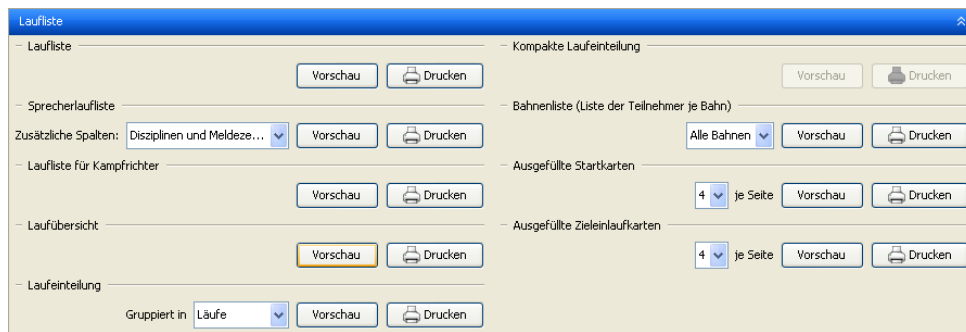 Laufliste
Laufliste
Vorschau Drucken
Sprecherlaufliste
Zusätzliche Spalten: Disziplinen und Meldeze... Vorschau Drucken
Laufliste für Kampfrichter
Vorschau Drucken
Laufübersicht
Vorschau Drucken
Laufeinteilung
Gruppiert in Läufe Vorschau Drucken
Kompakte Laufeinteilung
Vorschau Drucken
Bahnenliste (Liste der Teilnehmer je Bahn)
Alle Bahnen Vorschau Drucken
Ausgefüllte Startkarten
4 je Seite Vorschau Drucken
Ausgefüllte Zieleinlaufkarten
4 je Seite Vorschau Drucken